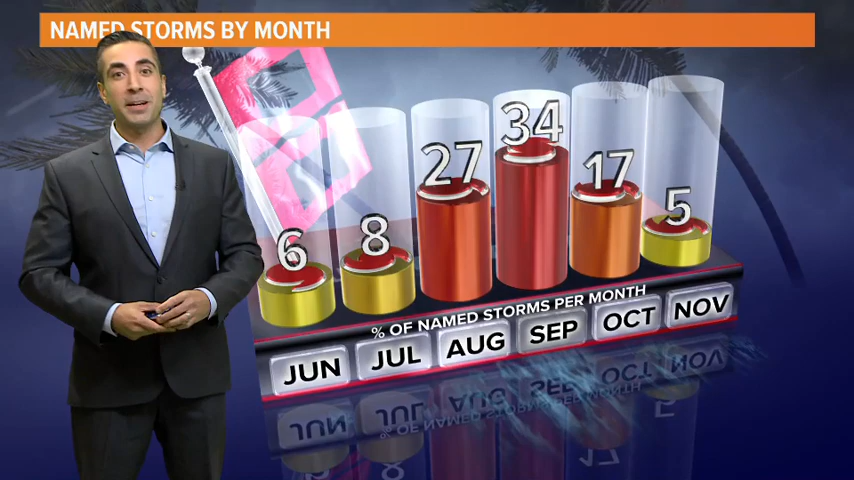 NAMED STORMS BY MONTH
6 8 27 34 17 5
% OF NAMED STORMS PER MONTH
JUN JUL AUG SEP OCT NOV